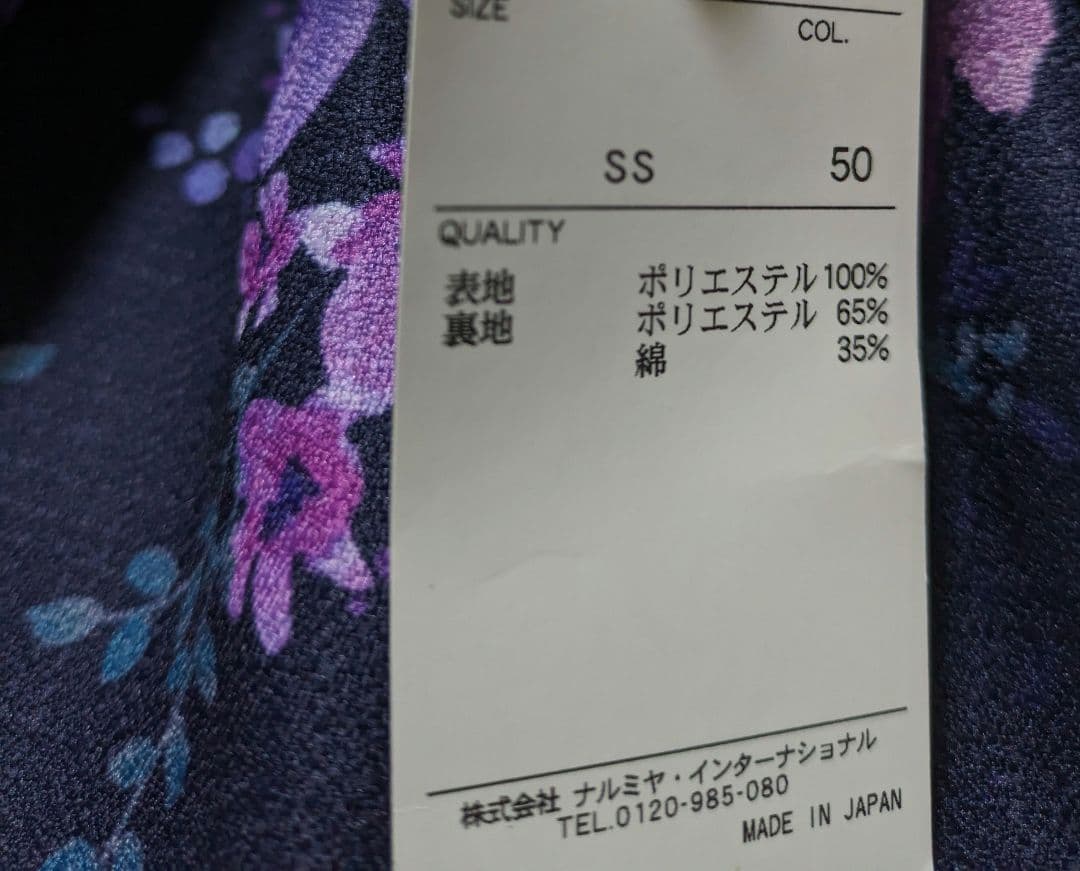 SIZE
COL.
SS 50
QUALITY
表地 ポリエステル100%
裏地 ポリエステル 65%
綿 35%
株式会社 ナルミヤ・インターナショナル
TEL.0120-985-080
MADE IN JAPAN